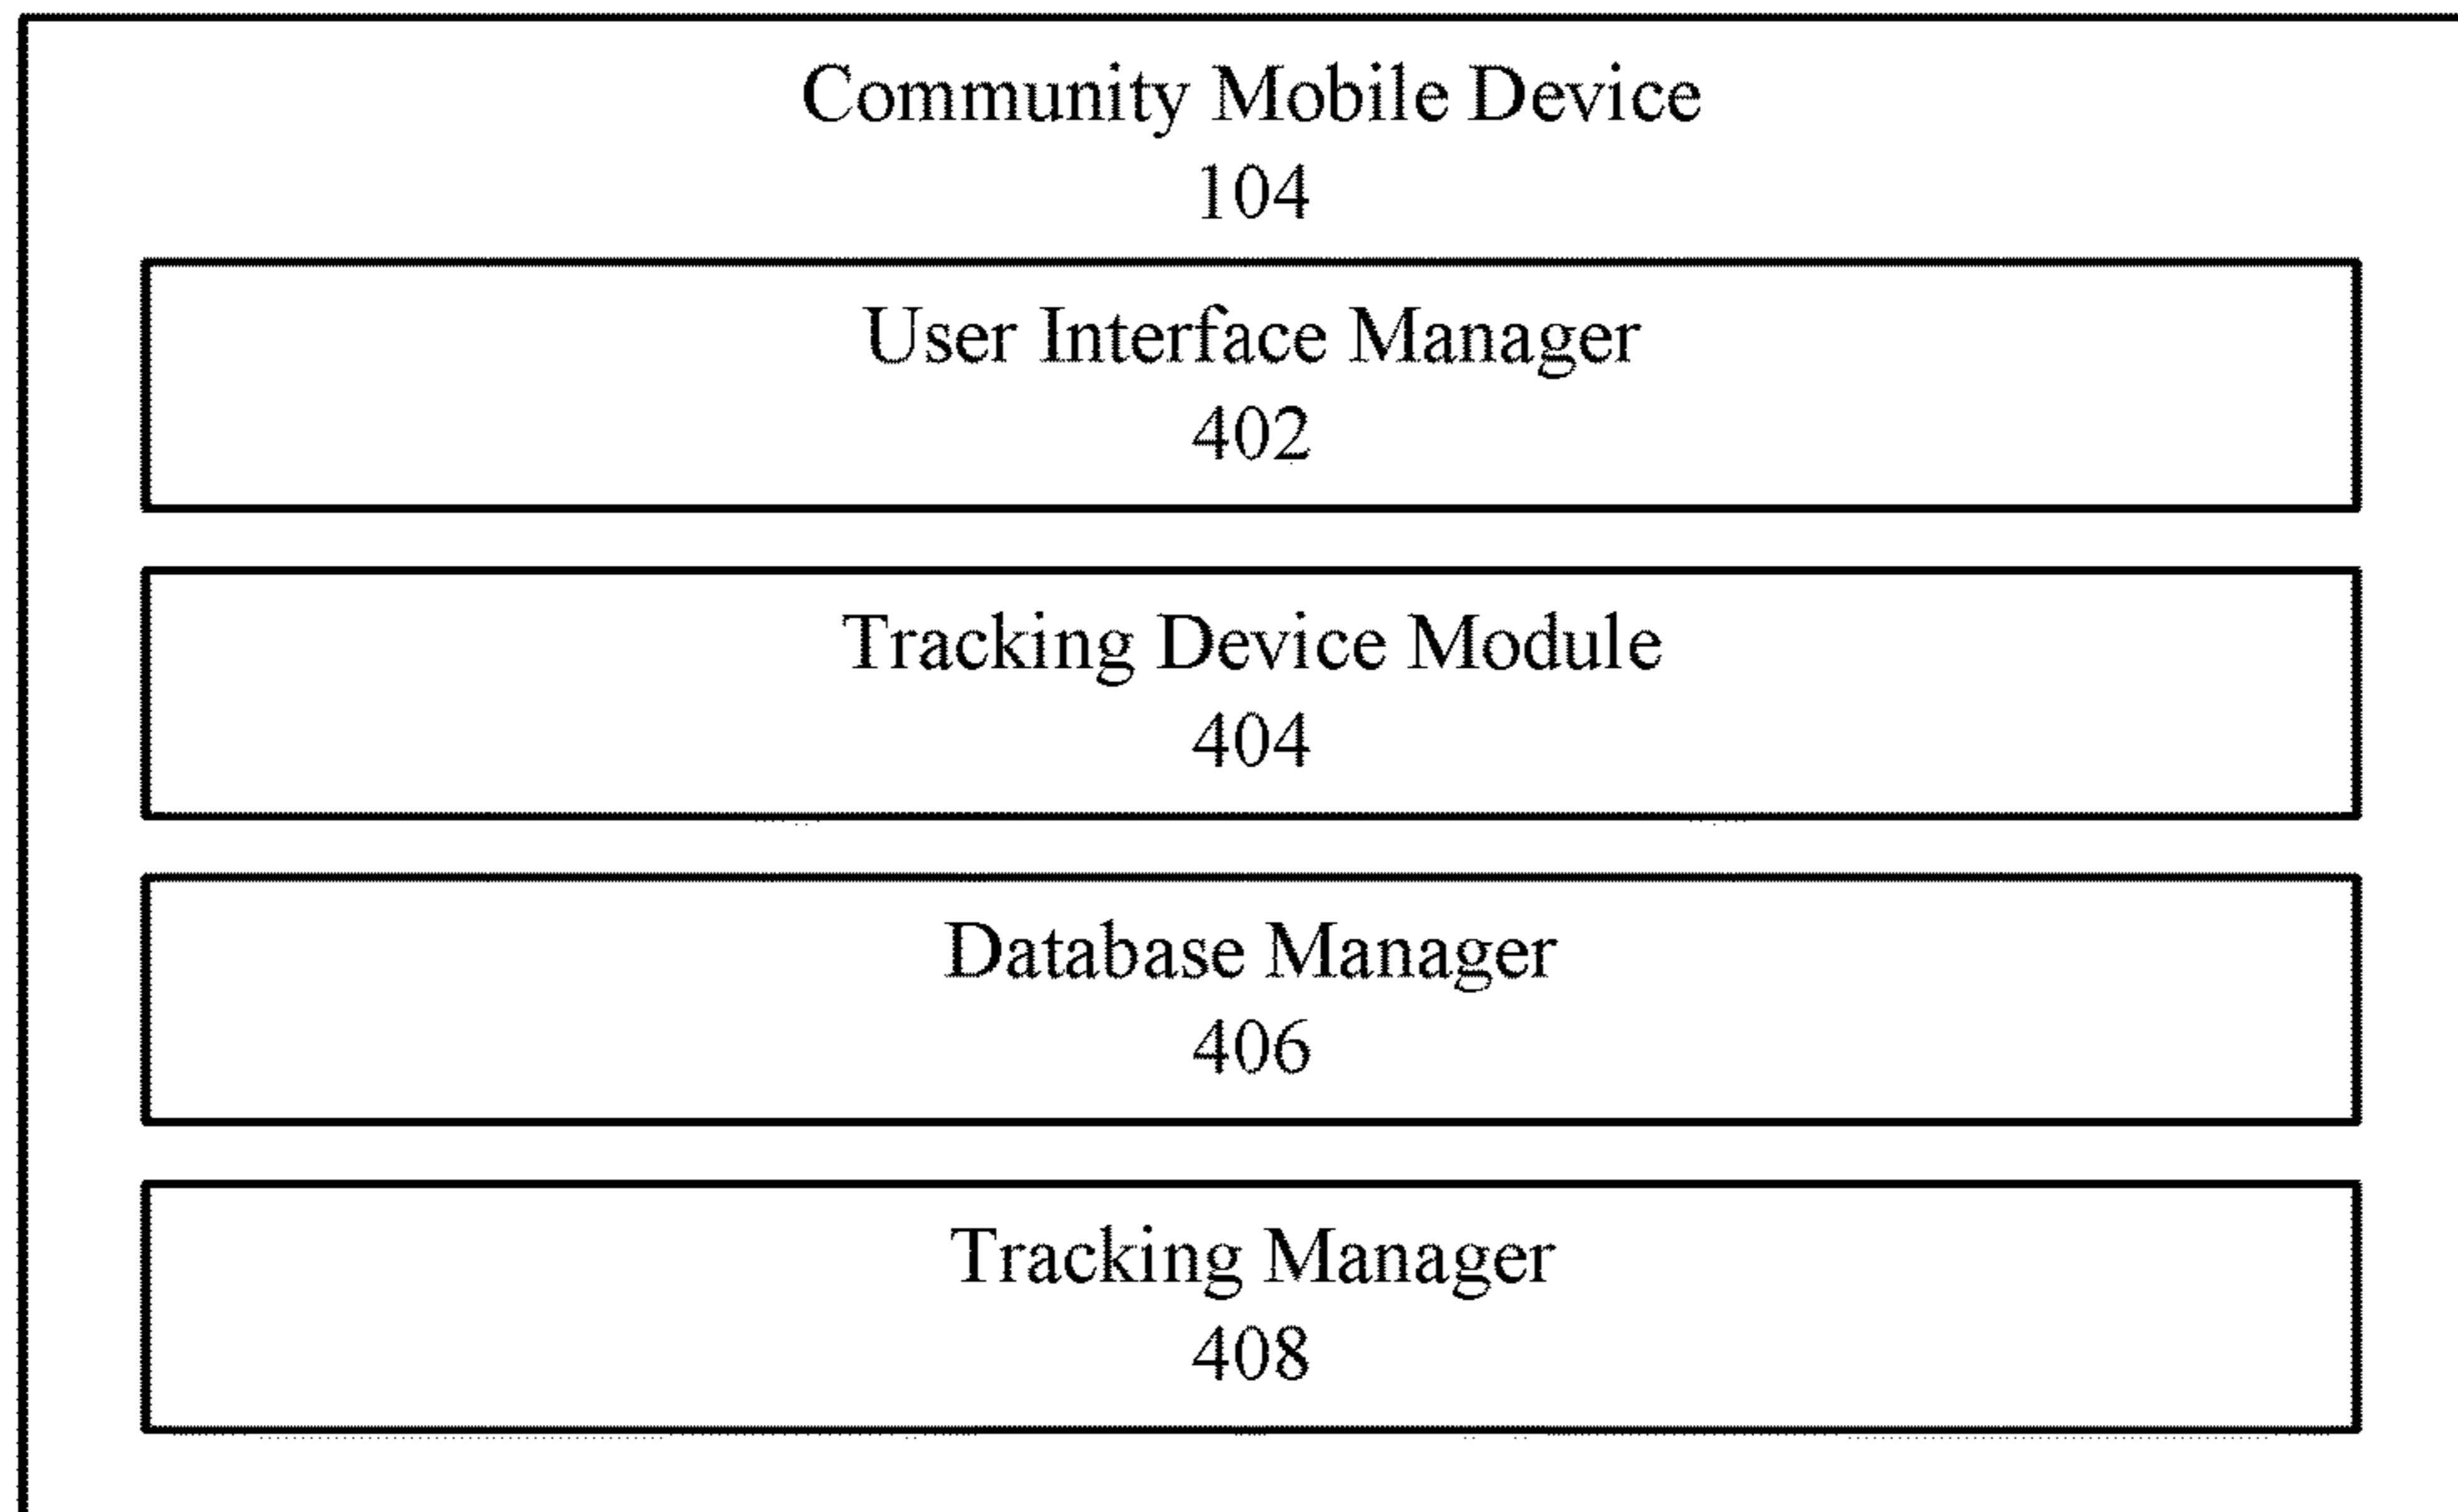 Community Mobile Device
104
User Interface Manager
402
Tracking Device Module
404
Database Manager
406
Tracking Manager
408